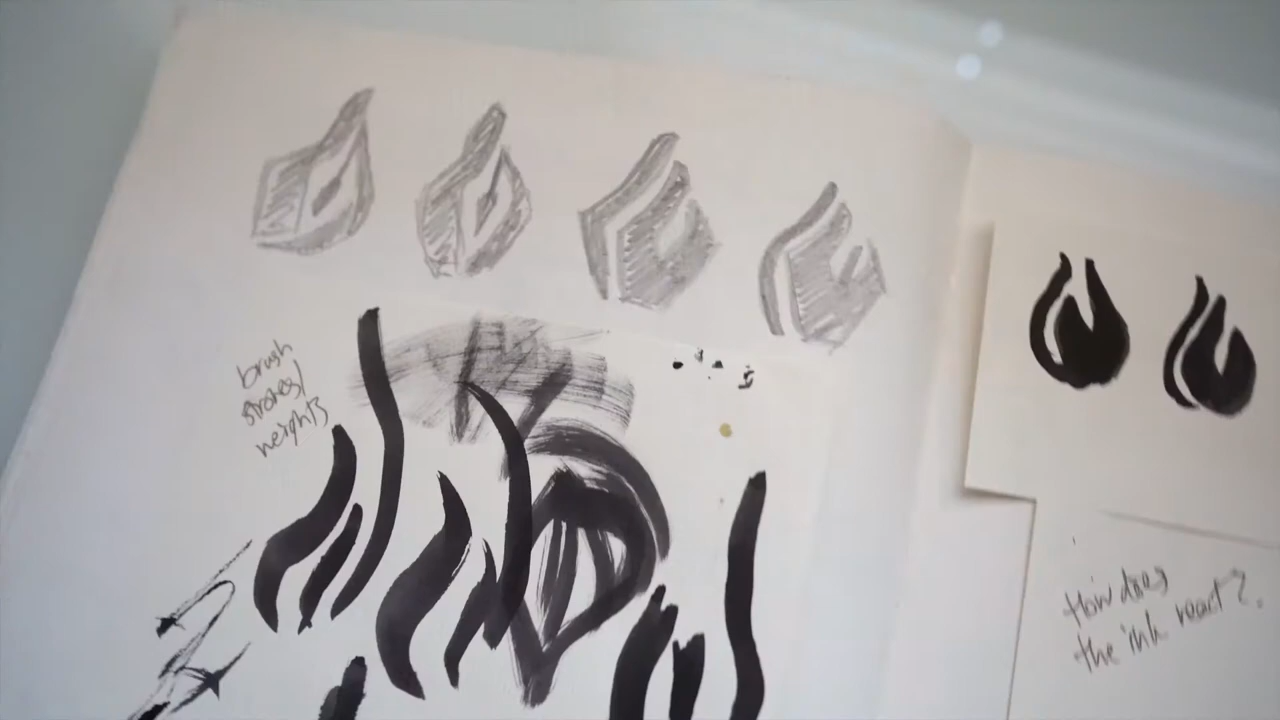 brush
strokes/
weights
How does
the ink react?